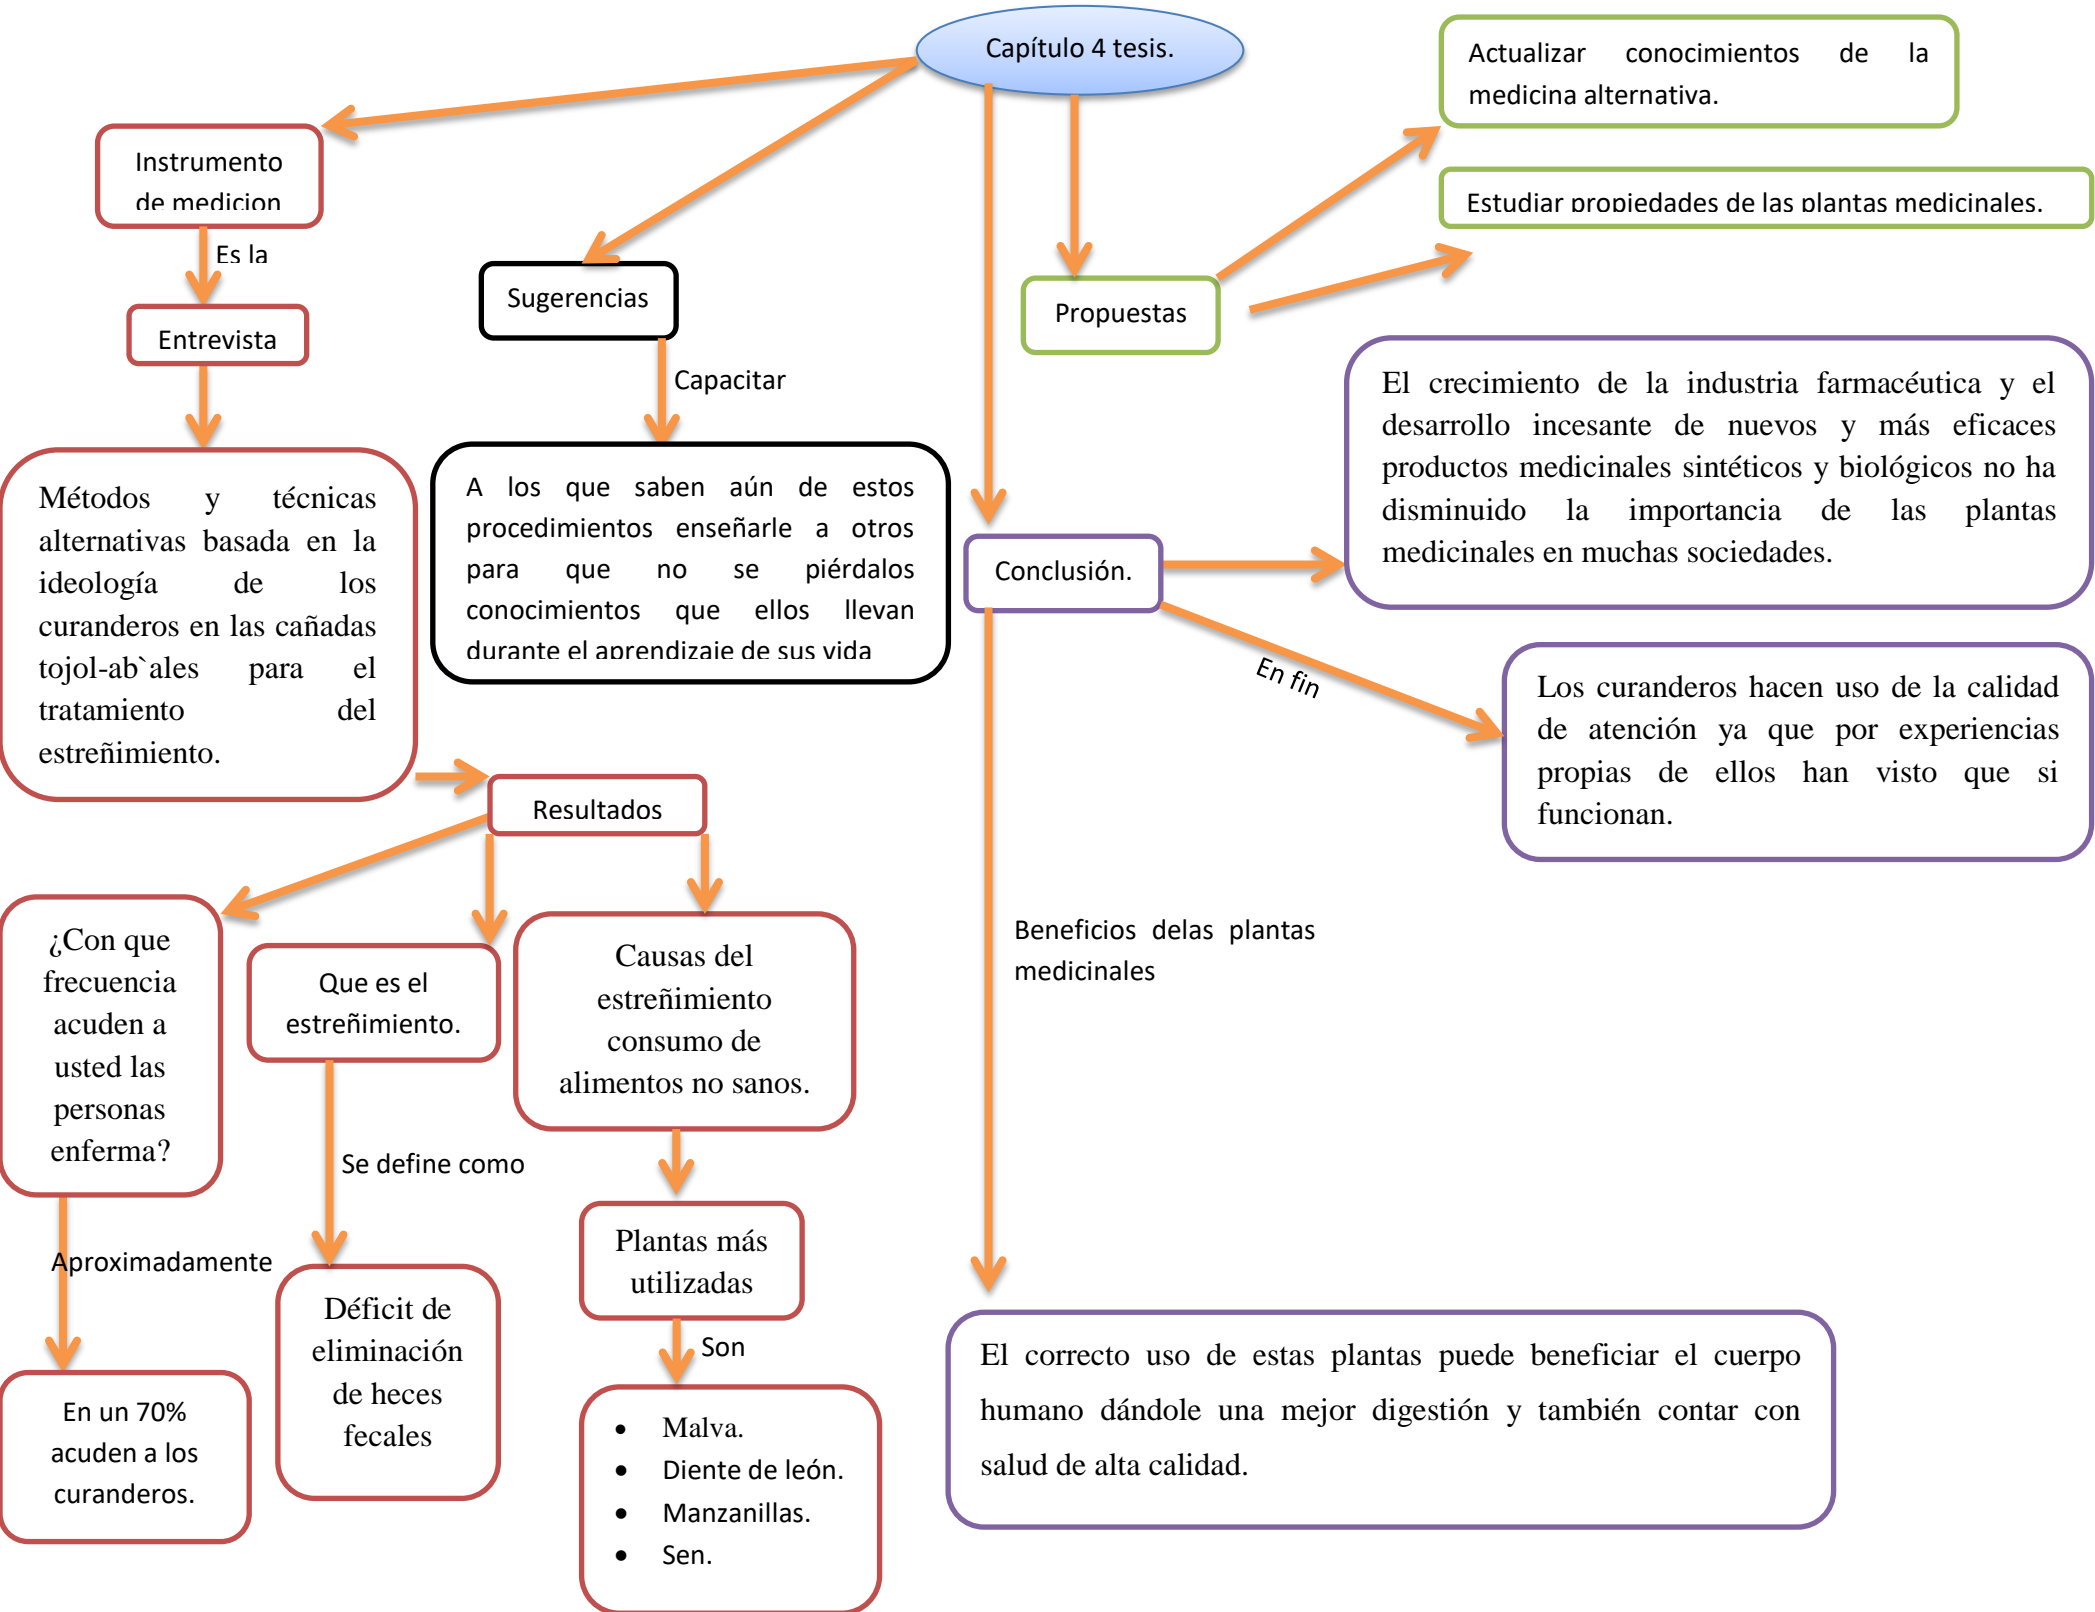 Capítulo 4 tesis.
Actualizar conocimientos de la
medicina alternativa.
Estudiar propiedades de las plantas medicinales.
Instrumento
de medicion
Es la
Entrevista
Sugerencias
Propuestas
Capacitar
El crecimiento de la industria farmacéutica y el
desarrollo incesante de nuevos y más eficaces
productos medicinales sintéticos y biológicos no ha
disminuido la importancia de las plantas
medicinales en muchas sociedades.
Métodos y técnicas
alternativas basada en la
ideología de los
curanderos en las cañadas
tojol-ab`ales para el
tratamiento del
estreñimiento.
A los que saben aún de estos
procedimientos enseñarle a otros
para que no se piérdalos
conocimientos que ellos llevan
durante el aprendizaje de sus vida
Conclusión.
En fin
Los curanderos hacen uso de la calidad
de atención ya que por experiencias
propias de ellos han visto que si
funcionan.
Resultados
¿Con que
frecuencia
acuden a
usted las
personas
enferma?
Que es el
estreñimiento.
Causas del
estreñimiento
consumo de
alimentos no sanos.
Beneficios delas plantas
medicinales
Se define como
Aproximadamente
Plantas más
utilizadas
Déficit de
eliminación
de heces
fecales
Son
En un 70%
acuden a los
curanderos.
• Malva.
• Diente de león.
• Manzanillas.
• Sen.
El correcto uso de estas plantas puede beneficiar el cuerpo
humano dándole una mejor digestión y también contar con
salud de alta calidad.